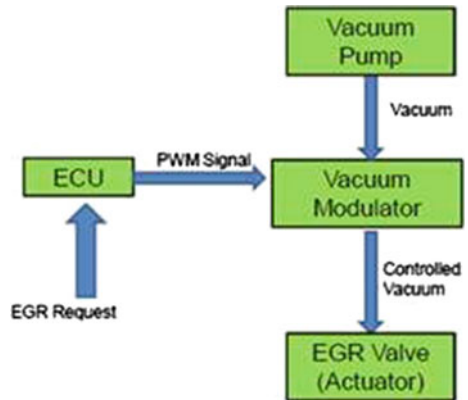 Vacuum
Pump
Vacuum
PWM Signal
ECU
Vacuum
Modulator
Controlled
Vacuum
EGR Request
EGR Valve
(Actuator)